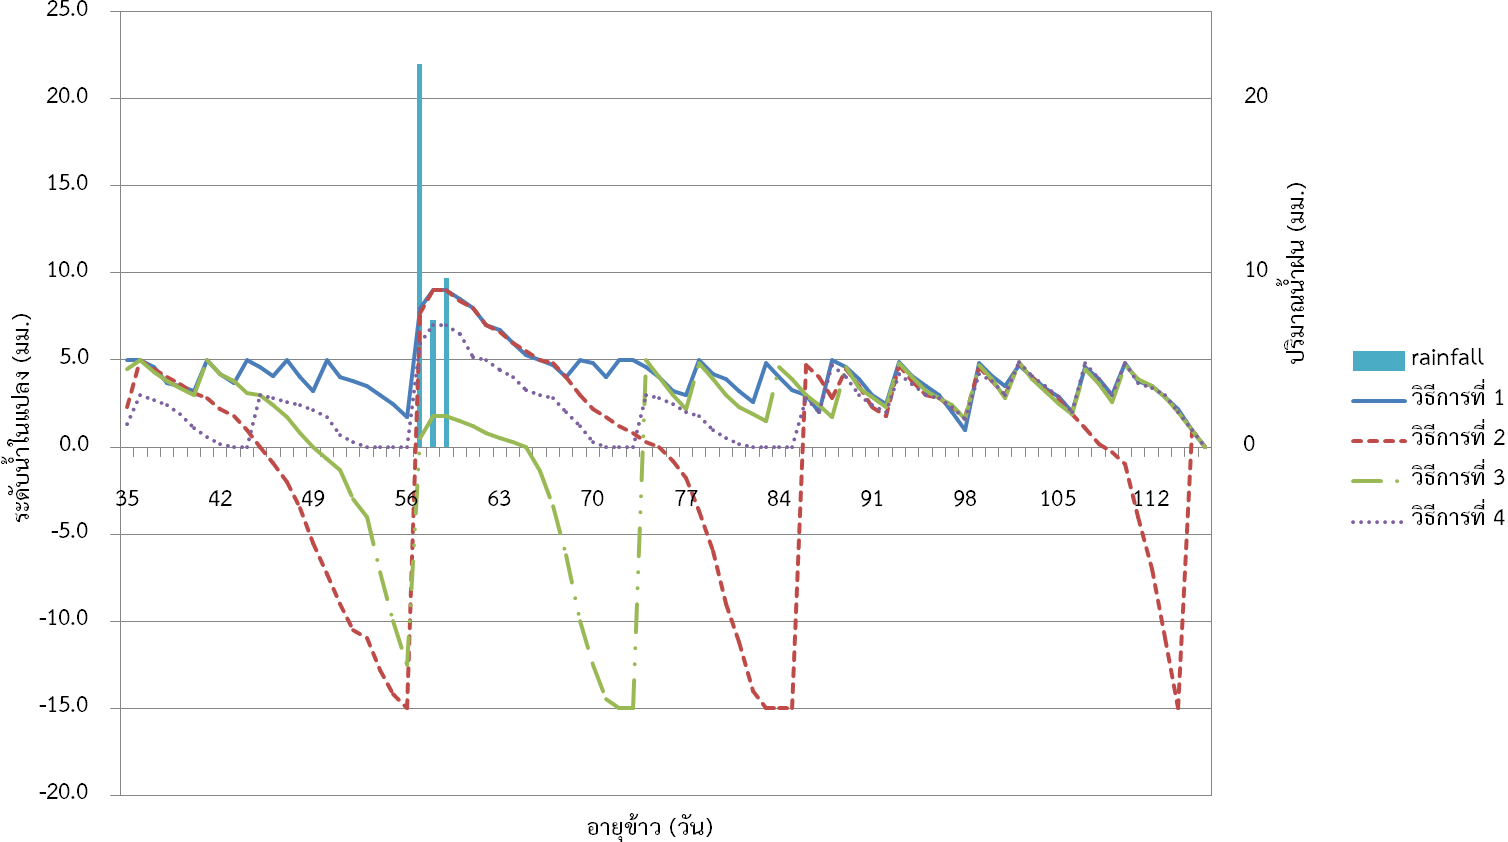 25.0
20.0
15.0
10.0
5.0
0.0
-5.0
-10.0
-15.0
-20.0
ระดับน้ำในแปลง (มม.)
35 42 49 56 63 70 77 84 91 98 105 112
อายุข้าว (วัน)
20
10
0
ปริมาณน้ำฝน (มม.)
rainfall
วิธีการที่ 1
วิธีการที่ 2
วิธีการที่ 3
วิธีการที่ 4